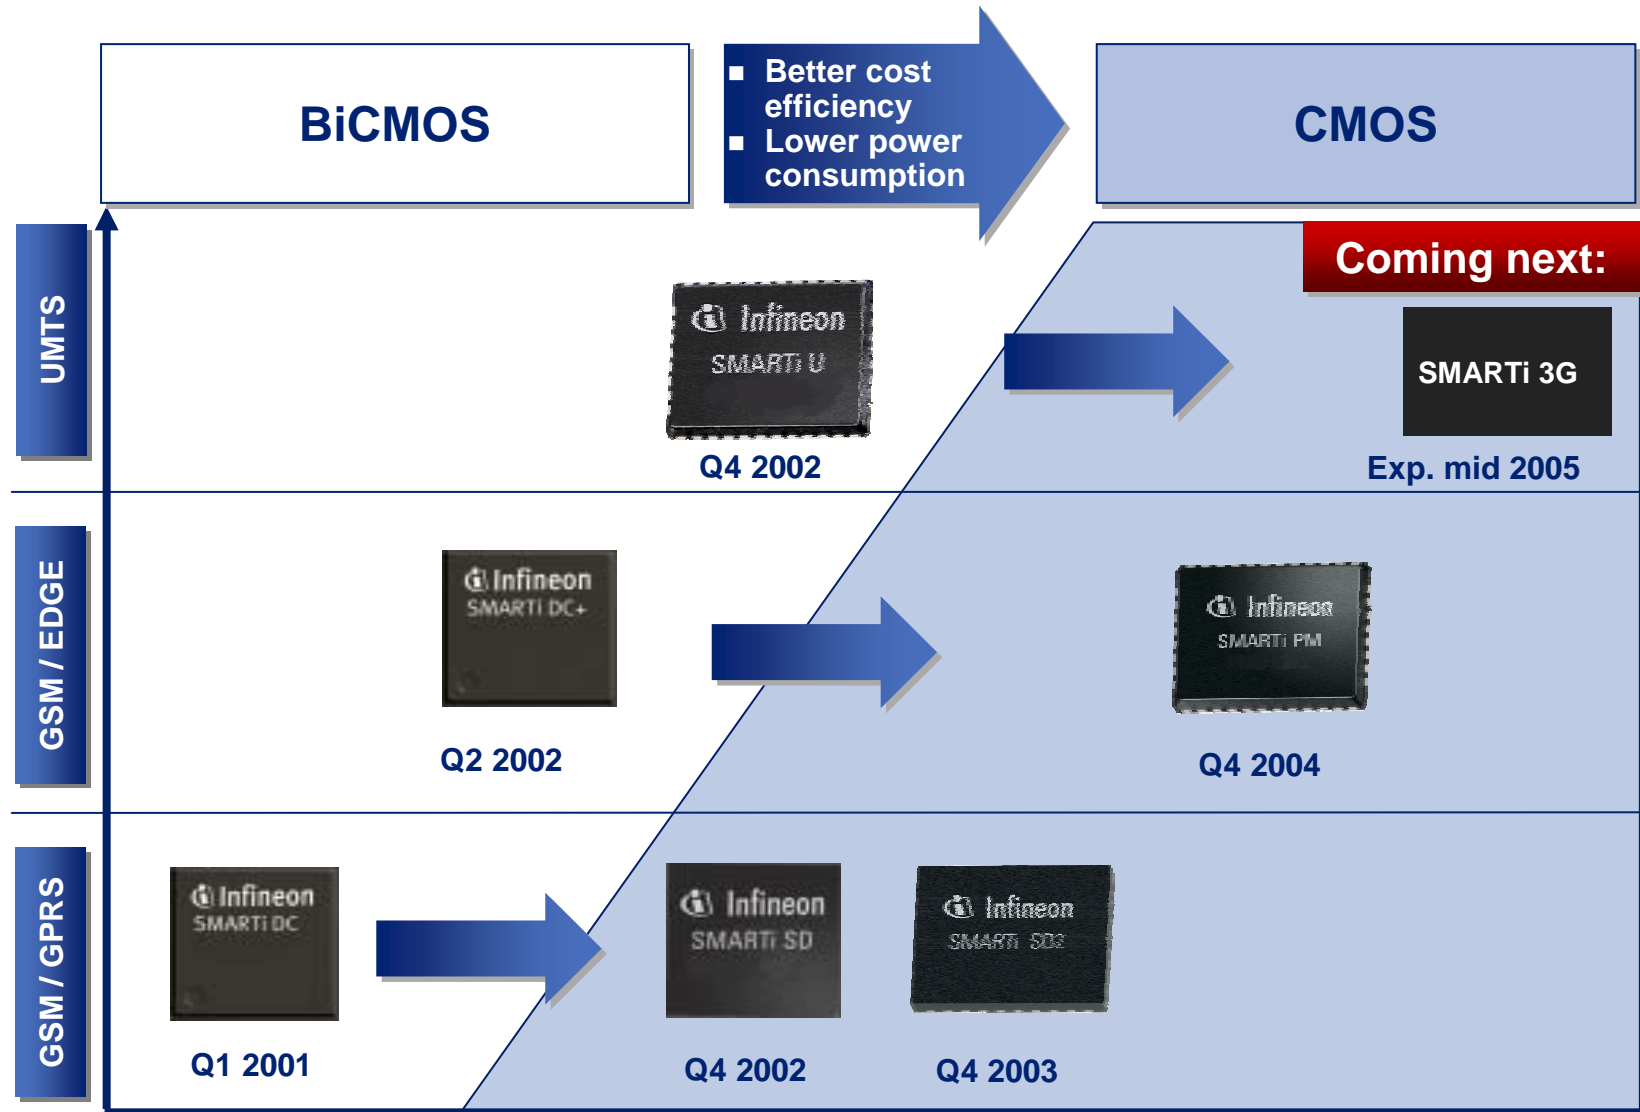 BiCMOS
Better cost
efficiency
Lower power
consumption
CMOS
Coming next:
UMTS
Infineon
SMARTi U
Q4 2002
SMARTi 3G
Exp. mid 2005
GSM / EDGE
Infineon
SMARTi DC+
Q2 2002
Infineon
SMARTi PM
Q4 2004
GSM / GPRS
Infineon
SMARTi DC
Q1 2001
Infineon
SMARTi SD
Q4 2002
Infineon
SMARTi SD2
Q4 2003